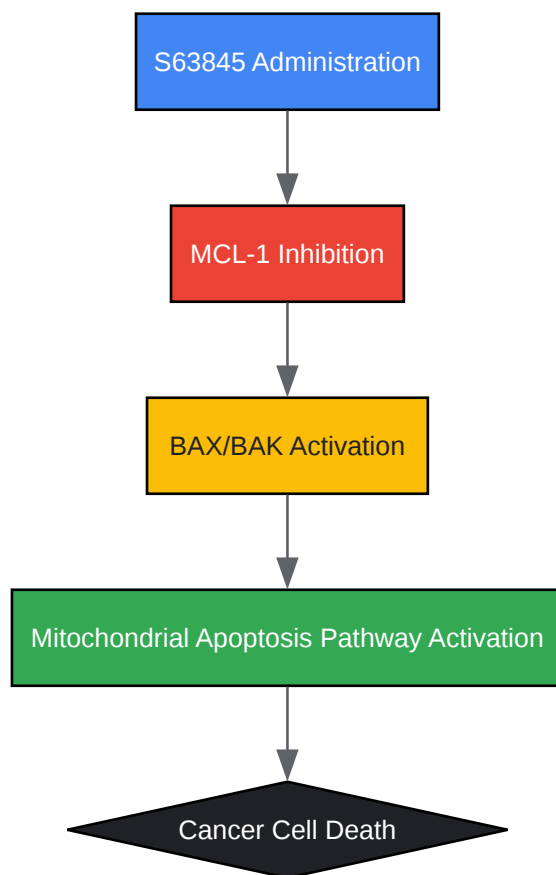 S63845 Administration
MCL-1 Inhibition
BAX/BAK Activation
Mitochondrial Apoptosis Pathway Activation
Cancer Cell Death